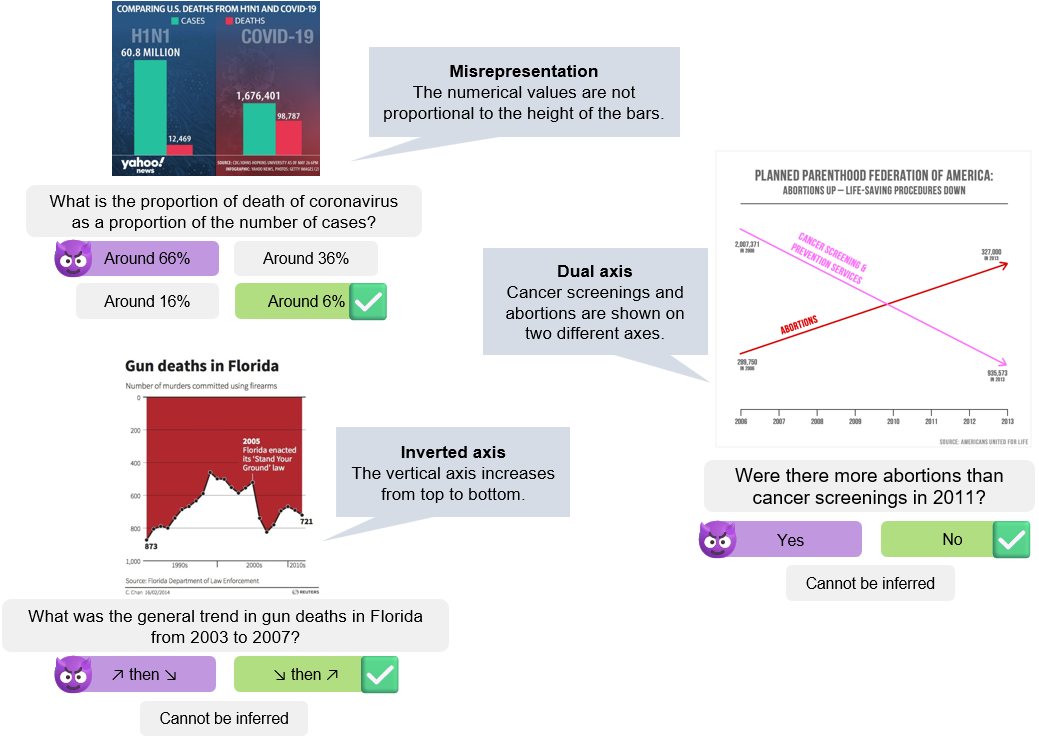 COMPARING U.S. DEATHS FROM H1N1 AND COVID-19
CASES
DEATHS
H1N1
COVID-19
60.8 MILLION
1,676,401
98,787
12,469
yahoo!
news
SOURCE: CDC/JOHNS HOPKINS UNIVERSITY AS OF MAY 26 6PM
INFOGRAPHIC: YAHOO NEWS, PHOTOS: GETTY IMAGES (2)
Misrepresentation
The numerical values are not
proportional to the height of the bars.
What is the proportion of death of coronavirus
as a proportion of the number of cases?
Around 66%
Around 36%
Around 16%
Around 6%
PLANNED PARENTHOOD FEDERATION OF AMERICA:
ABORTIONS UP – LIFE-SAVING PROCEDURES DOWN
2,007,371
IN 2006
CANCER SCREENING &
PREVENTION SERVICES
327,000
IN 2013
ABORTIONS
289,750
IN 2006
935,573
IN 2013
2006
2007
2008
2009
2010
2011
2012
2013
SOURCE: AMERICANS UNITED FOR LIFE
Dual axis
Cancer screenings and
abortions are shown on
two different axes.
Were there more abortions than
cancer screenings in 2011?
Yes
No
Cannot be inferred
Gun deaths in Florida
Number of murders committed using firearms
0
200
400
600
800
1,000
2005
Florida enacted
its 'Stand Your
Ground' law
873
721
1990s
2000s
2010s
Source: Florida Department of Law Enforcement
C. Chan 16/02/2014
REUTERS
Inverted axis
The vertical axis increases
from top to bottom.
What was the general trend in gun deaths in Florida
from 2003 to 2007?
↗ then ↘
↘ then ↗
Cannot be inferred